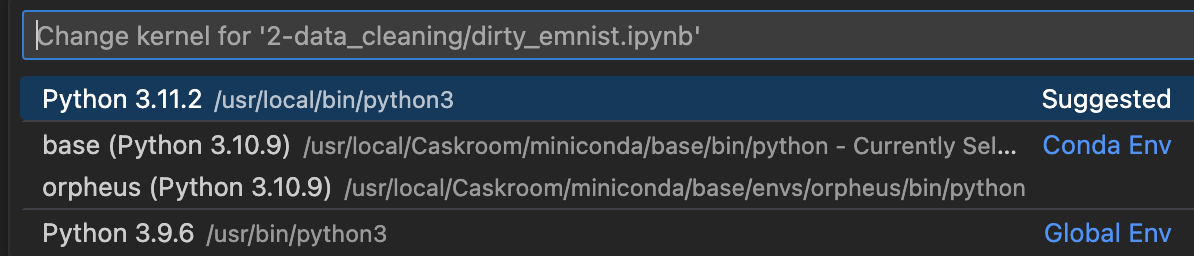 Change kernel for '2-data_cleaning/dirty_emnist.ipynb'
Python 3.11.2 /usr/local/bin/python3 Suggested
base (Python 3.10.9) /usr/local/Caskroom/miniconda/base/bin/python - Currently Sel... Conda Env
orpheus (Python 3.10.9) /usr/local/Caskroom/miniconda/base/envs/orpheus/bin/python
Python 3.9.6 /usr/bin/python3 Global Env